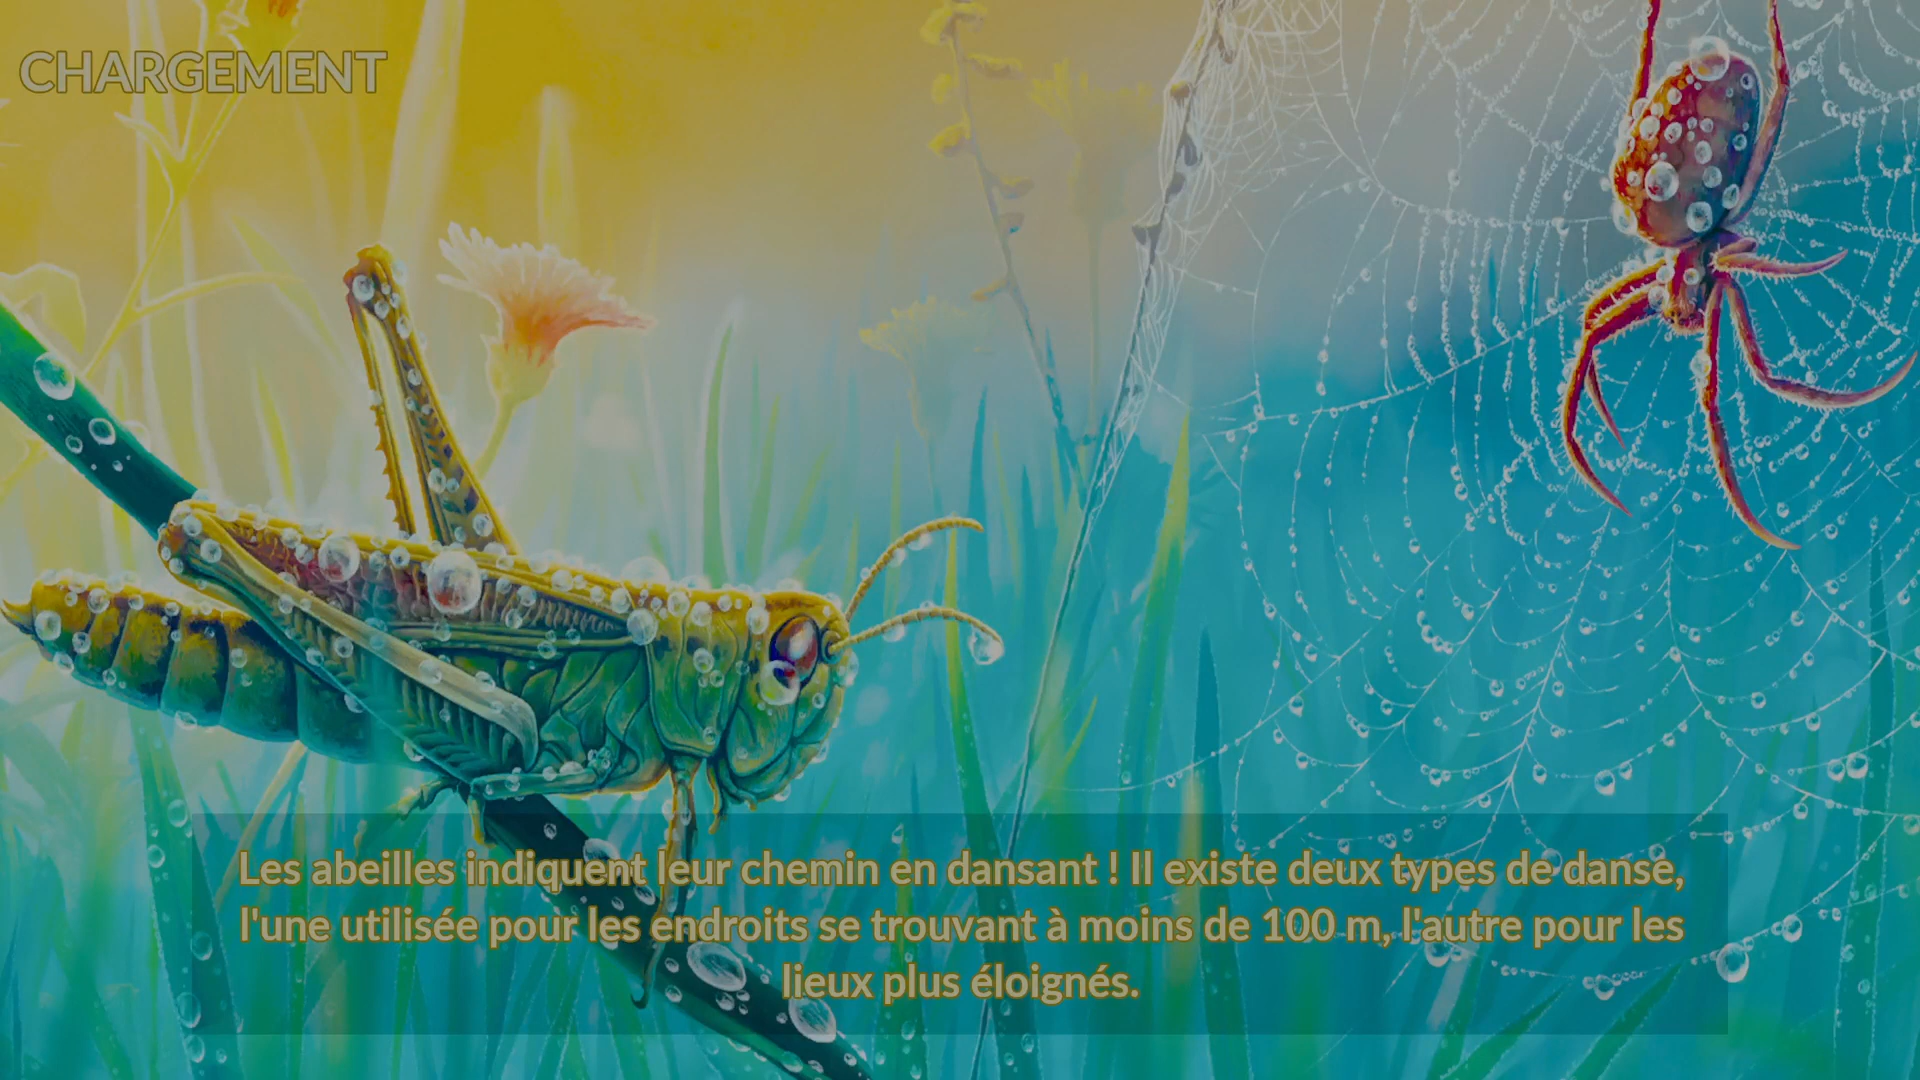 CHARGEMENT
Les abeilles indiquent leur chemin en dansant ! Il existe deux types de danse,
l'une utilisée pour les endroits se trouvant à moins de 100 m, l'autre pour les
lieux plus éloignés.